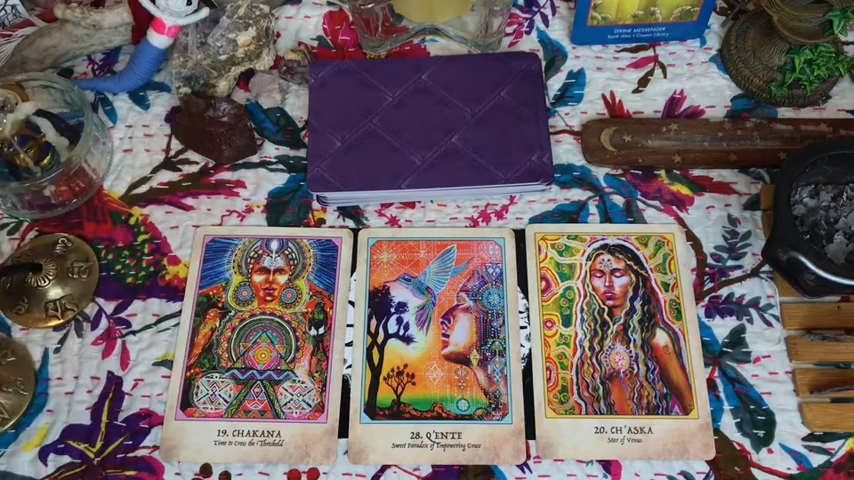 DIVINE MESSENGER
19. CHAKANA
Time to Cross the Threshold
28. Q'ENTE
Sweet Paradox of Empowering Grace
20. CH'ASKA
Star of Venus